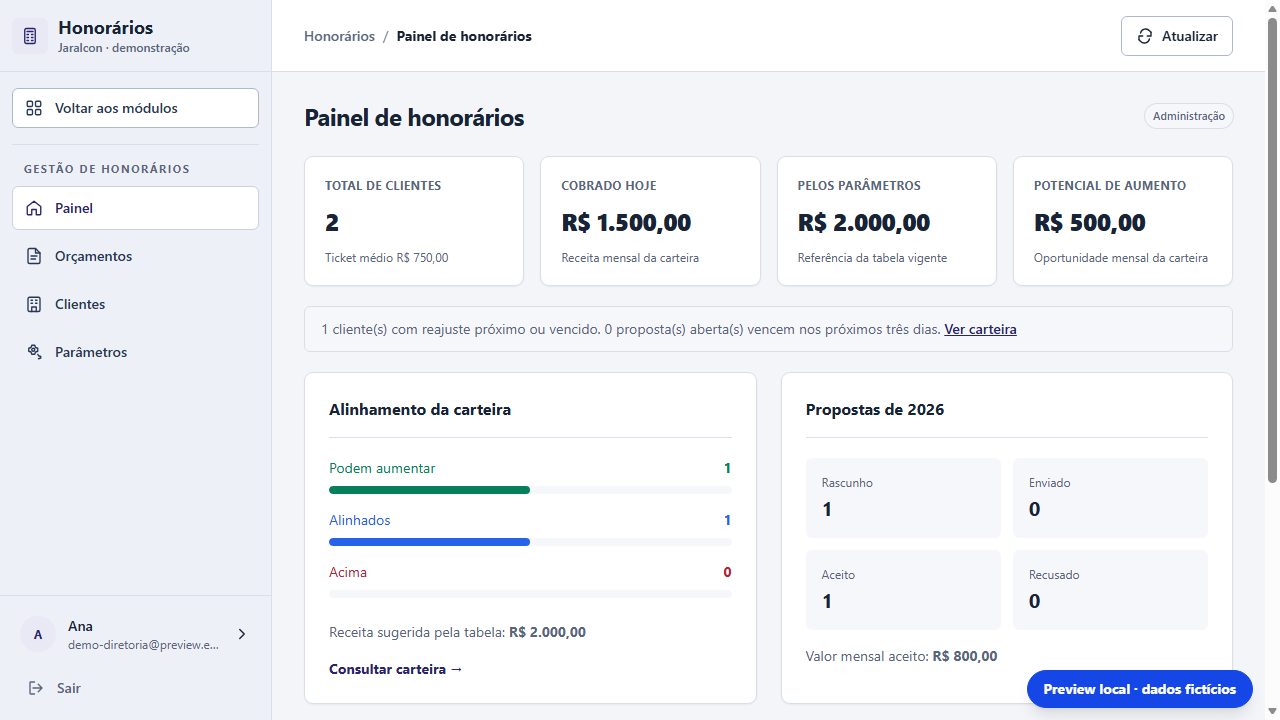 Honorários
Jaralcon · demonstração
Voltar aos módulos
GESTÃO DE HONORÁRIOS
Painel
Orçamentos
Clientes
Parâmetros
A
Ana
demo-diretoria@preview.e...
Sair
Honorários / Painel de honorários
Atualizar
Painel de honorários
Administração
TOTAL DE CLIENTES
2
Ticket médio R$ 750,00
COBRADO HOJE
R$ 1.500,00
Receita mensal da carteira
PELOS PARÂMETROS
R$ 2.000,00
Referência da tabela vigente
POTENCIAL DE AUMENTO
R$ 500,00
Oportunidade mensal da carteira
1 cliente(s) com reajuste próximo ou vencido. 0 proposta(s) aberta(s) vencem nos próximos três dias. Ver carteira
Alinhamento da carteira
Podem aumentar 1
Alinhados 1
Acima 0
Receita sugerida pela tabela: R$ 2.000,00
Consultar carteira →
Propostas de 2026
Rascunho
1
Enviado
0
Aceito
1
Recusado
0
Valor mensal aceito: R$ 800,00
Preview local · dados fictícios